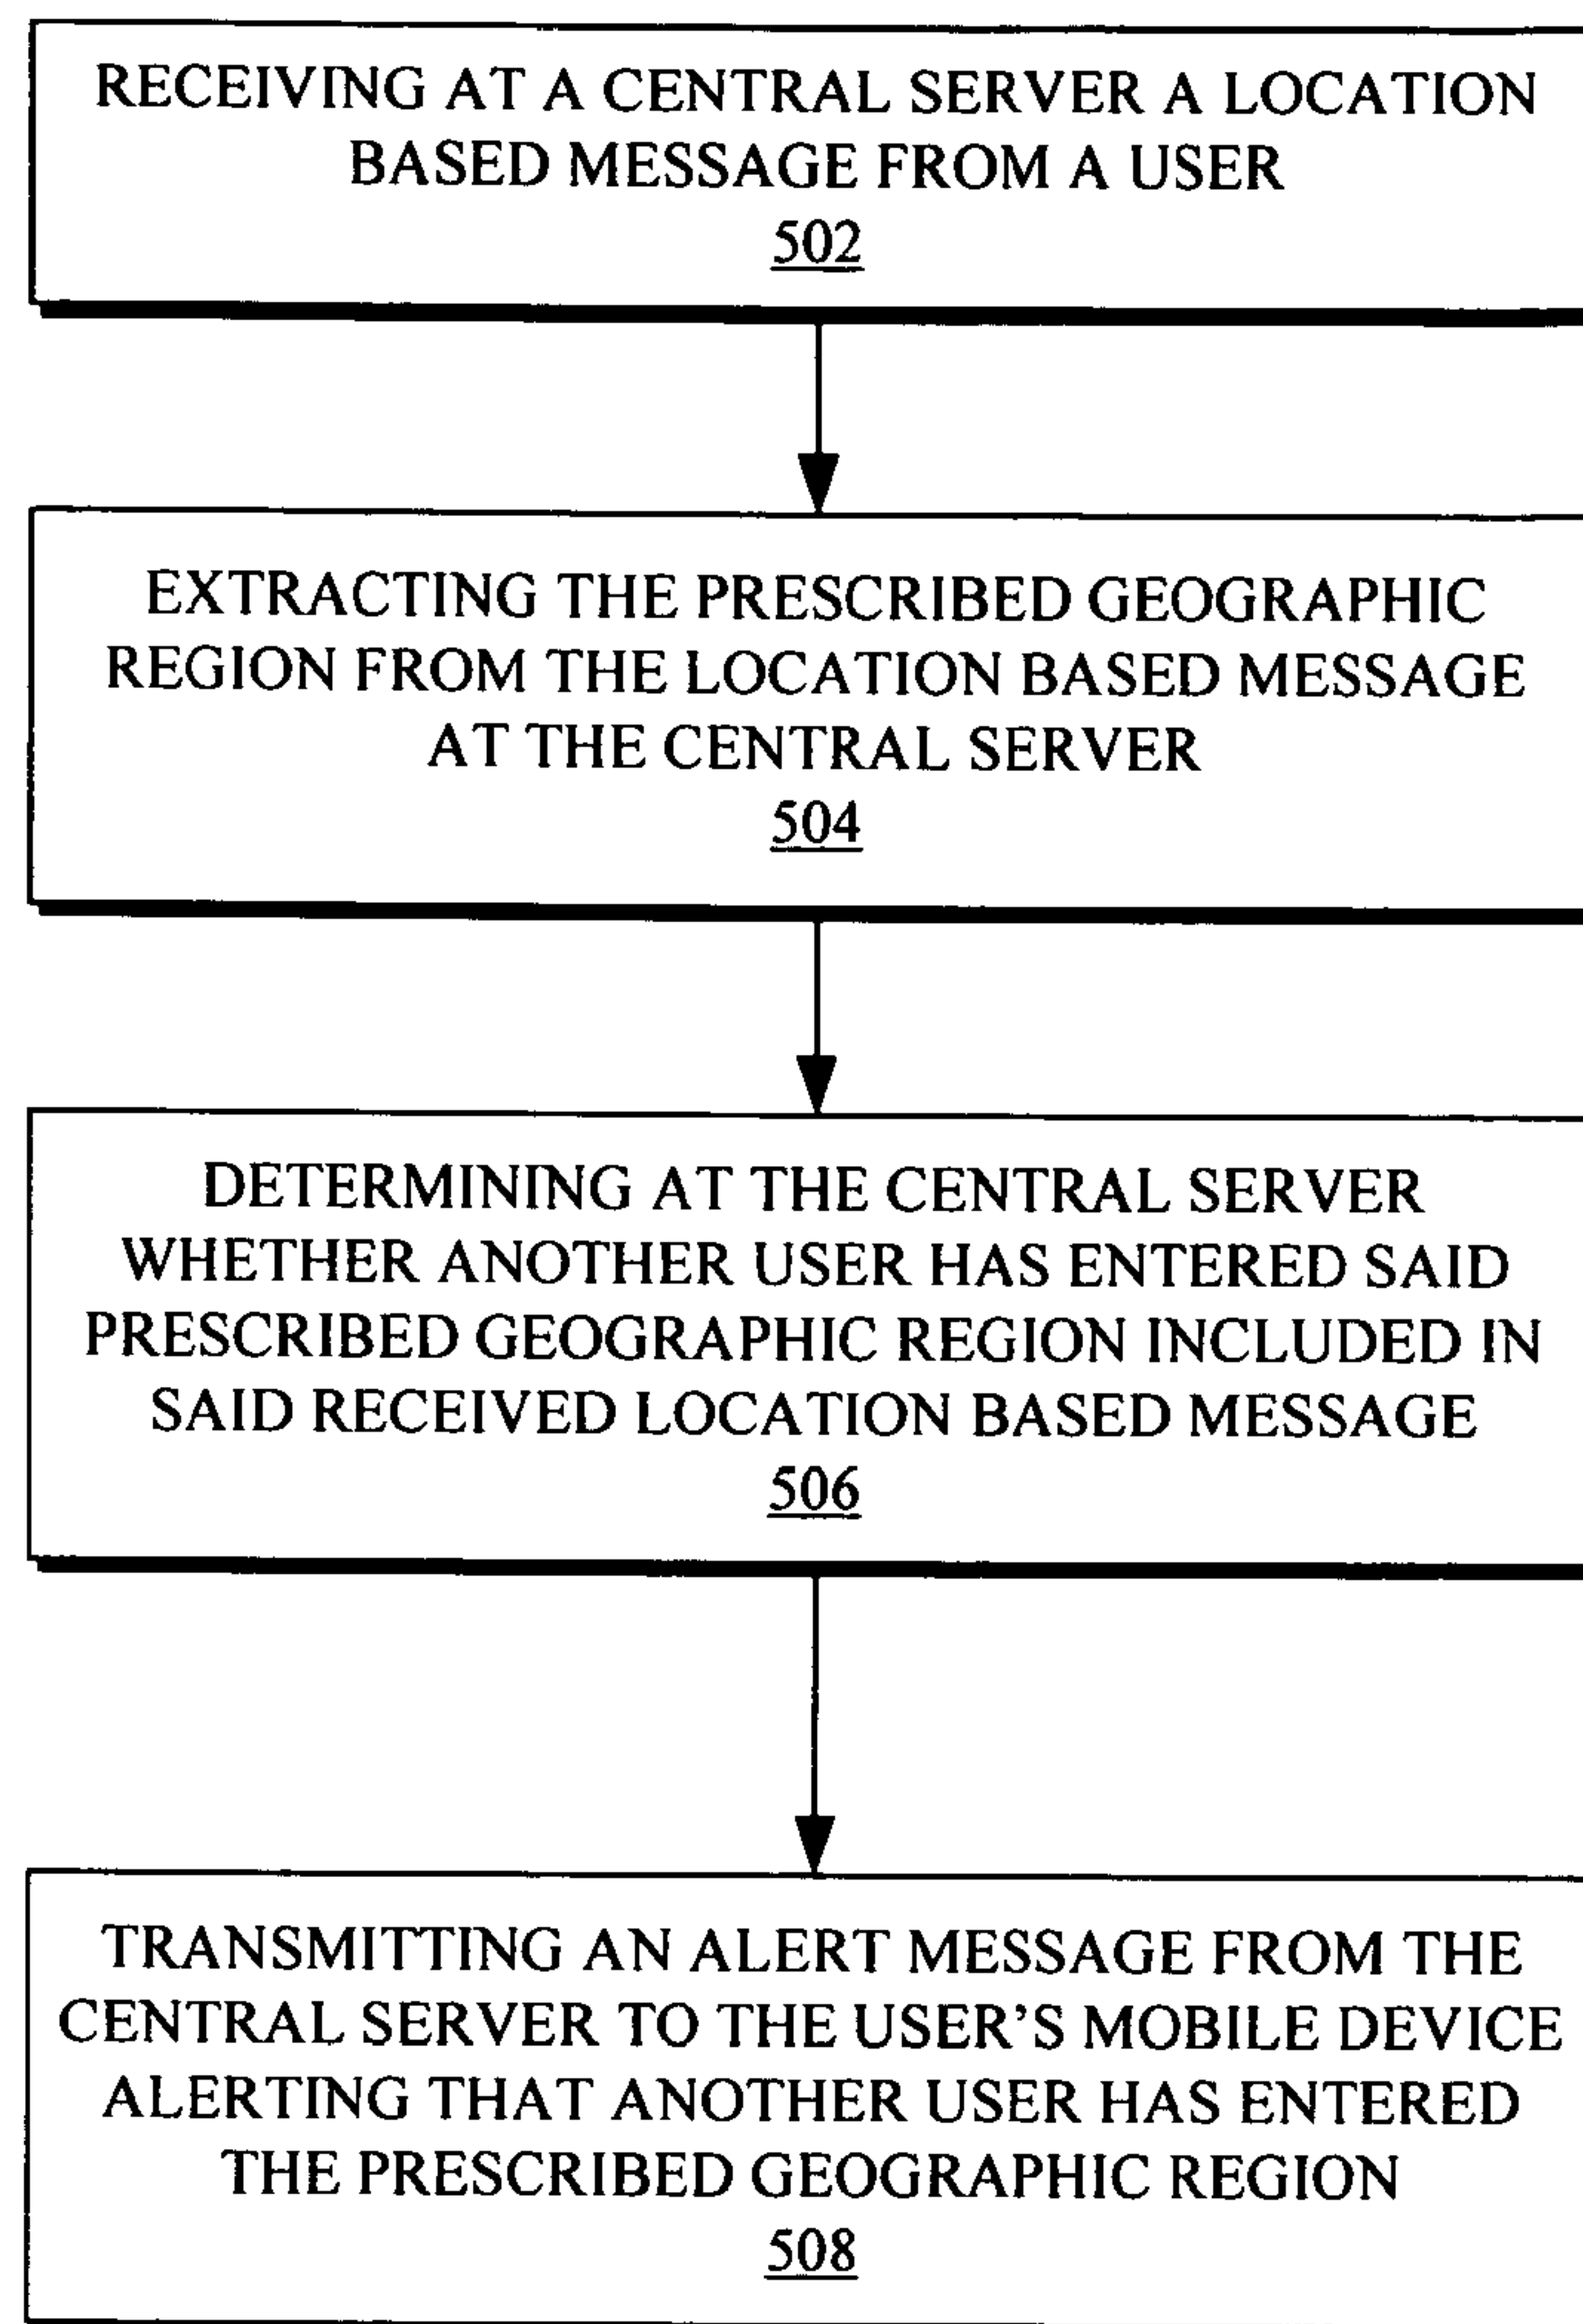 RECEIVING AT A CENTRAL SERVER A LOCATION
BASED MESSAGE FROM A USER
502
EXTRACTING THE PRESCRIBED GEOGRAPHIC
REGION FROM THE LOCATION BASED MESSAGE
AT THE CENTRAL SERVER
504
DETERMINING AT THE CENTRAL SERVER
WHETHER ANOTHER USER HAS ENTERED SAID
PRESCRIBED GEOGRAPHIC REGION INCLUDED IN
SAID RECEIVED LOCATION BASED MESSAGE
506
TRANSMITTING AN ALERT MESSAGE FROM THE
CENTRAL SERVER TO THE USER'S MOBILE DEVICE
ALERTING THAT ANOTHER USER HAS ENTERED
THE PRESCRIBED GEOGRAPHIC REGION
508